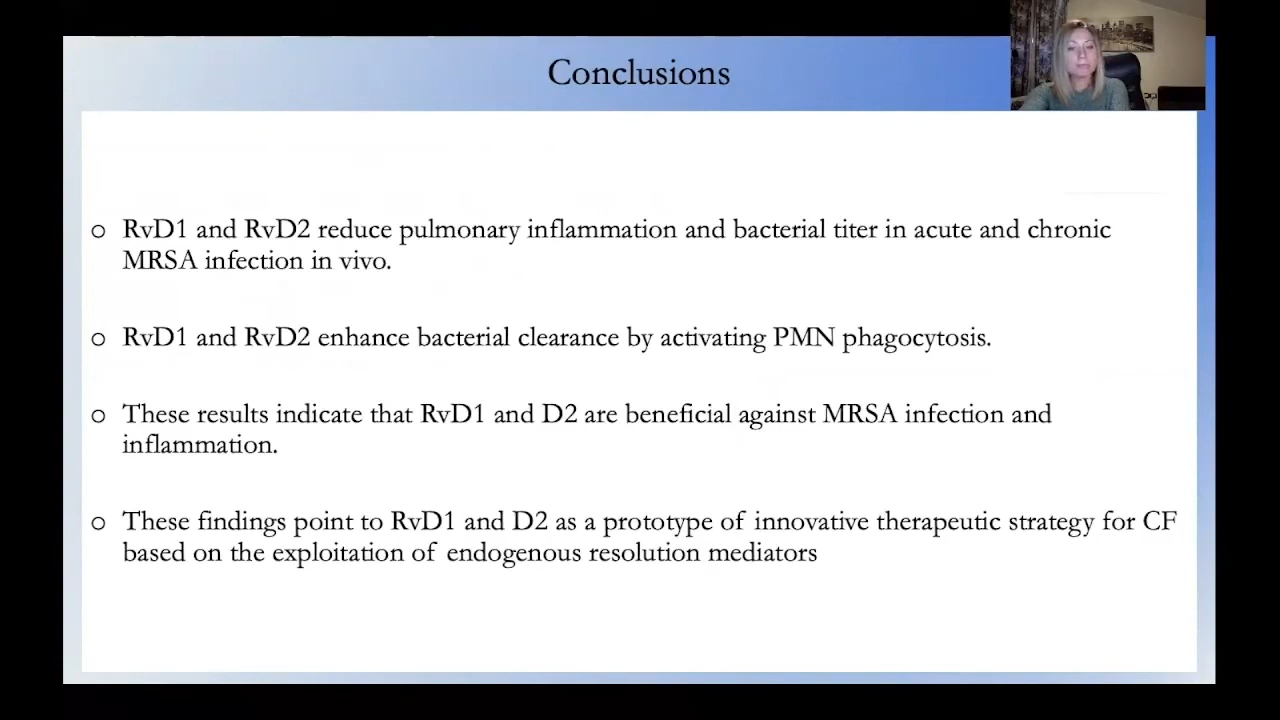 Conclusions
o RvD1 and RvD2 reduce pulmonary inflammation and bacterial titer in acute and chronic
MRSA infection in vivo.
o RvD1 and RvD2 enhance bacterial clearance by activating PMN phagocytosis.
o These results indicate that RvD1 and D2 are beneficial against MRSA infection and
inflammation.
o These findings point to RvD1 and D2 as a prototype of innovative therapeutic strategy for CF
based on the exploitation of endogenous resolution mediators